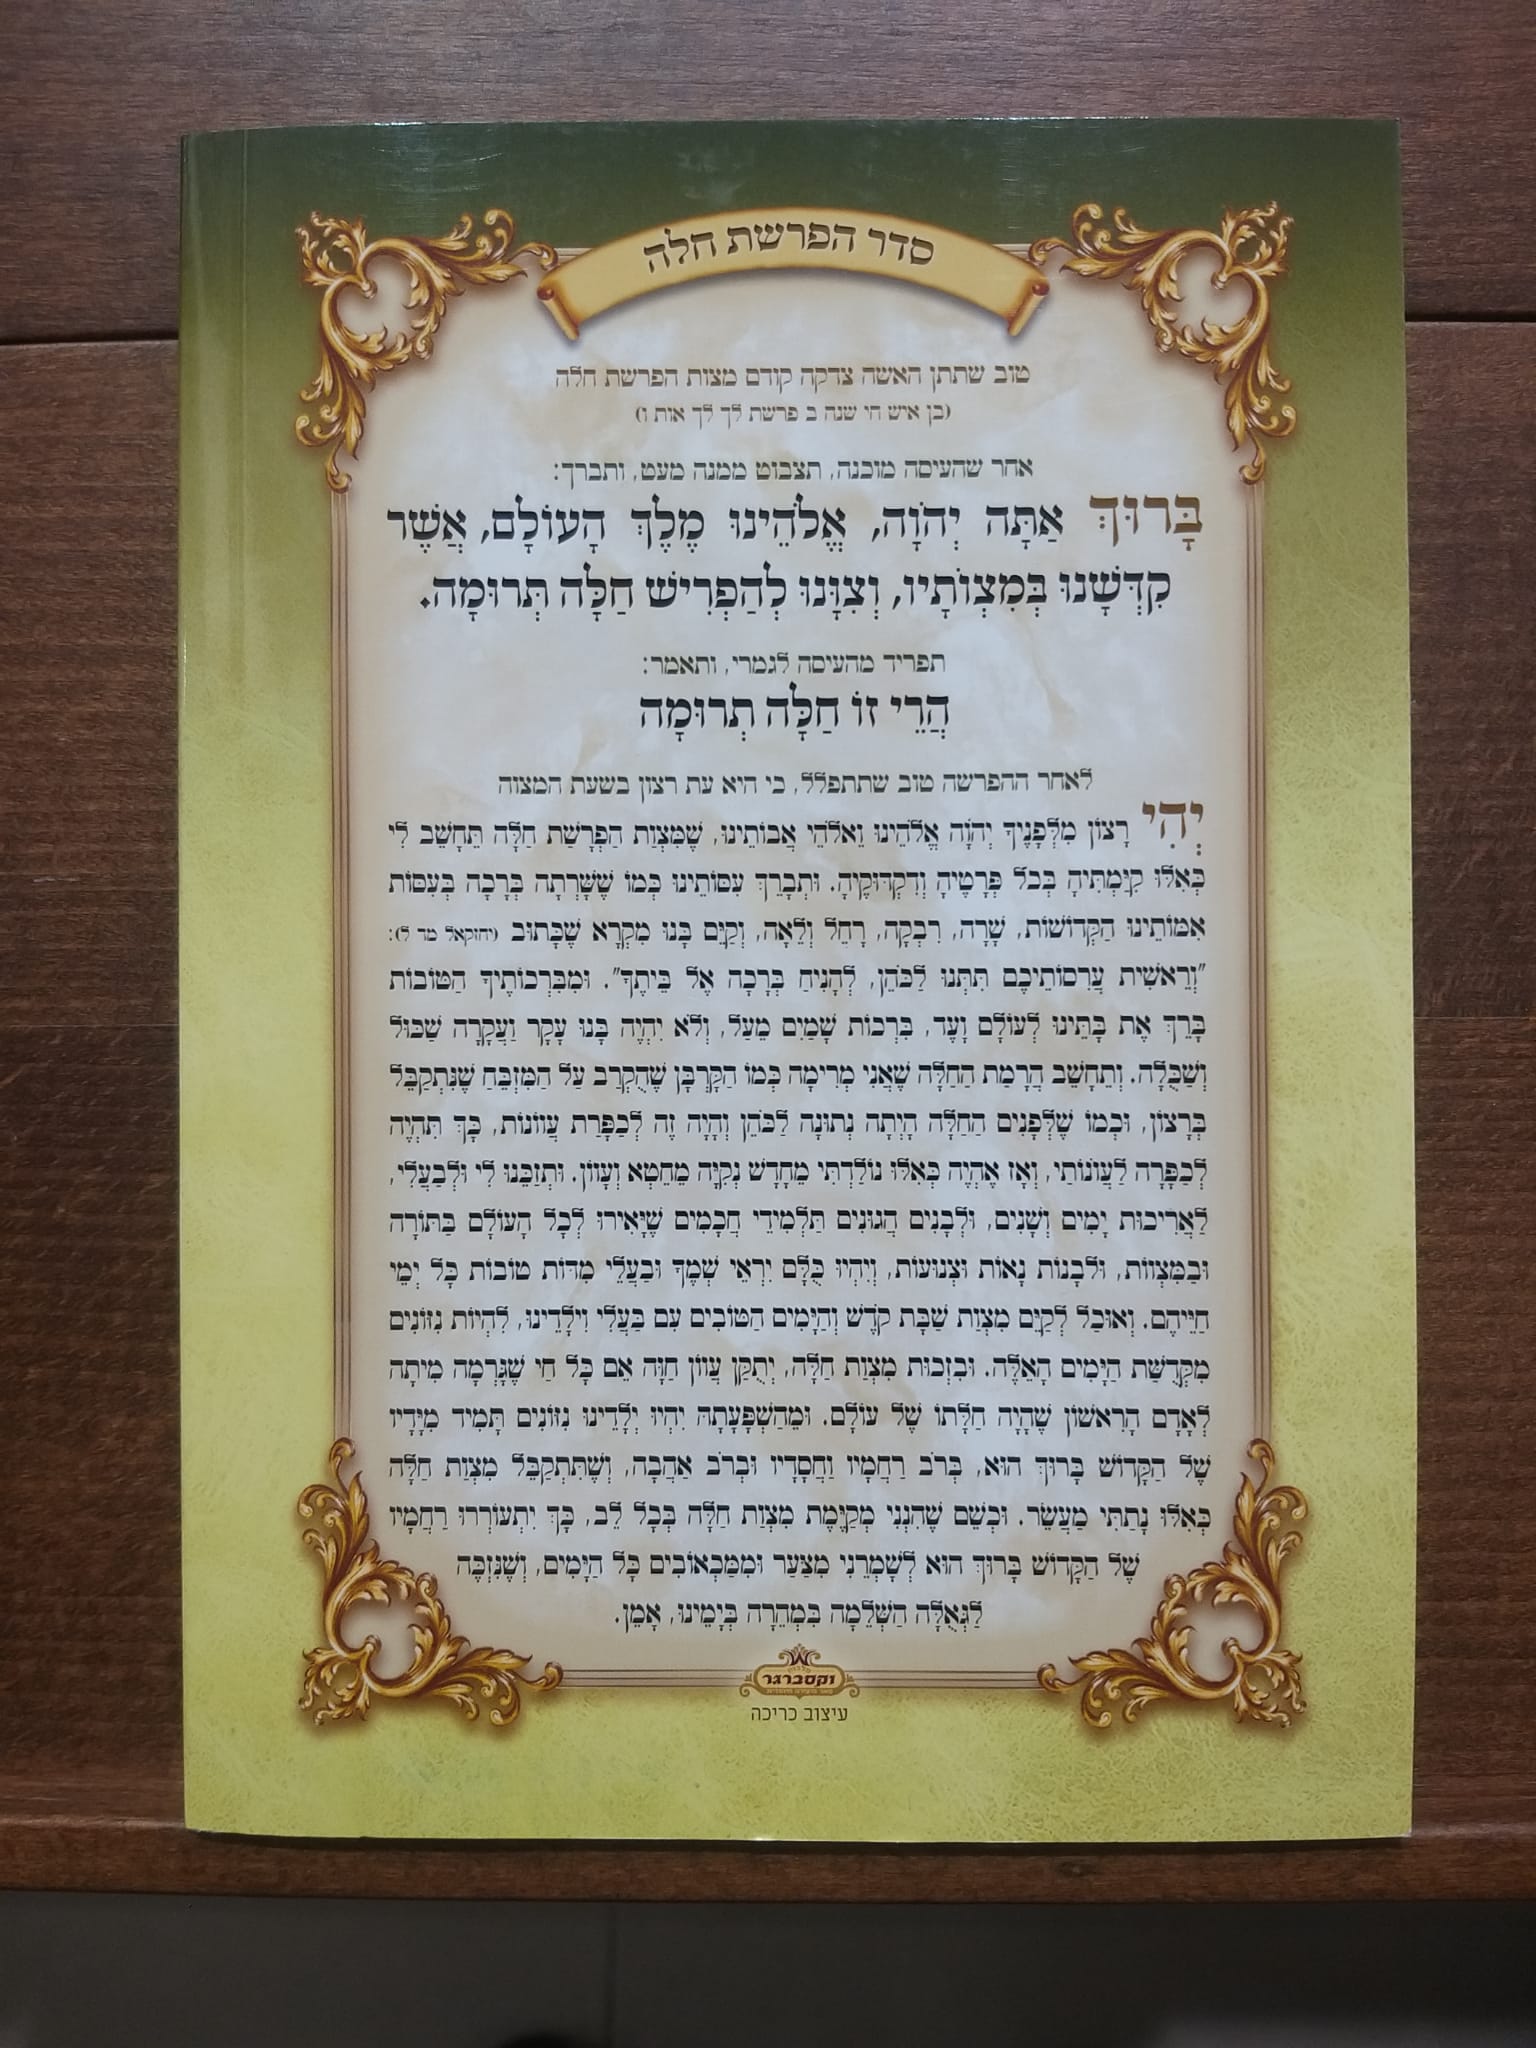 סדר הפרשת חלה
טוב שתתן האשה צדקה קודם מצות הפרשת חלה
(בן איש חי שנה ב פרשת לך לך אות ו)
אחר שהעיסה מוכנה, תצבוט ממנה מעט, ותברך:
בָּרוּךְ אַתָּה יְהֹוָה, אֱלֹהֵינוּ מֶלֶךְ הָעוֹלָם, אֲשֶׁר
קִדְּשָׁנוּ בְּמִצְוֹתָיו, וְצִוָּנוּ לְהַפְרִישׁ חַלָּה תְּרוּמָה.
תפריד מהעיסה לגמרי, ותאמר:
הֲרֵי זוֹ חַלָּה תְרוּמָה
לאחר ההפרשה טוב שתתפלל, כי היא עת רצון בשעת המצוה
יְהִי רָצוֹן מִלְּפָנֶיךָ יְהֹוָה אֱלֹהֵינוּ וֵאלֹהֵי אֲבוֹתֵינוּ, שֶׁמִּצְוַת הַפְרָשַׁת חַלָּה תֵּחָשֵׁב לִי
כְּאִלּוּ קִיַּמְתִּיהָ בְּכֹל פְּרָטֶיהָ וְדִקְדּוּקֶיהָ. וּתְבָרֵךְ עִסּוֹתֵינוּ כְּמוֹ שֶׁשָּׁרְתָה בְּרָכָה בְּעִסּוֹת
אִמּוֹתֵינוּ הַקְּדוֹשׁוֹת, שָׂרָה, רִבְקָה, רָחֵל וְלֵאָה, וְקַיֵּם בָּנוּ מִקְרָא שֶׁכָּתוּב (יחזקאל מד ל):
"וְרֵאשִׁית עֲרִסוֹתֵיכֶם תִּתְּנוּ לַכֹּהֵן, לְהָנִיחַ בְּרָכָה אֶל בֵּיתֶךָ". וּמִבִּרְכוֹתֶיךָ הַטּוֹבוֹת
בָּרֵךְ אֶת בָּתֵּינוּ לְעוֹלָם וָעֶד, בִּרְכוֹת שָׁמַיִם מֵעָל, וְלֹא יִהְיֶה בָּנוּ עָקָר וַעֲקָרָה שַׁכּוּל
וְשַׁכֻּלָה. וְתֵחָשֵׁב הֲרָמַת הַחַלָּה שֶׁאֲנִי מְרִימָה כְּמוֹ הַקָּרְבָּן שֶׁהֻקְרַב עַל הַמִּזְבֵּחַ שֶׁנִּתְקַבֵּל
בְּרָצוֹן, וּכְמוֹ שֶׁלְּפָנִים הַחַלָּה הָיְתָה נְתוּנָה לַכֹּהֵן וְהָיָה זֶה לְכַפָּרַת עֲווֹנוֹת, כָּךְ תִּהְיֶה
לְכַפָּרָה לַעֲוֹנוֹתַי, וְאָז אֶהְיֶה כְּאִלּוּ נוֹלַדְתִּי מֵחָדָשׁ נְקִיָּה מֵחֵטְא וְעָווֹן. וּתְזַכֵּנוּ לִי וּלְבַעֲלִי,
לַאֲרִיכוּת יָמִים וְשָׁנִים, וּלְבָנִים הֲגוּנִים תַּלְמִידֵי חֲכָמִים שֶׁיָּאִירוּ לְכָל הָעוֹלָם בַּתּוֹרָה
וּבַמִּצְווֹת, וּלְבָנוֹת נָאוֹת וּצְנוּעוֹת, וְיִהְיוּ כֻּלָּם יִרְאֵי שְׁמֶךָ וּבַעֲלֵי מִדּוֹת טוֹבוֹת כָּל יְמֵי
חַיֵּיהֶם. וְאוּכַל לְקַיֵּם מִצְוַת שַׁבָּת קֹדֶשׁ וְהַיָּמִים הַטּוֹבִים עִם בַּעֲלִי וִילָדֵינוּ, לִהְיוֹת נִזּוֹנִים
מִקְּדֻשַּׁת הַיָּמִים הָאֵלֶּה. וּבִזְכוּת מִצְוַת חַלָּה, יְתֻקַּן עֲווֹן חַוָּה אֵם כָּל חַי שֶׁגָּרְמָה מִיתָה
לְאָדָם הָרִאשׁוֹן שֶׁהָיָה חַלָּתוֹ שֶׁל עוֹלָם. וּמֵהַשְׁפָּעָתָהּ יִהְיוּ יְלָדֵינוּ נִזּוֹנִים תָּמִיד מִיָּדָיו
שֶׁל הַקָּדוֹשׁ בָּרוּךְ הוּא, בְּרֹב רַחֲמָיו וַחֲסָדָיו וּבְרֹב אַהֲבָה, וְשֶׁתִּתְקַבֵּל מִצְוַת חַלָּה
כְּאִלּוּ נָתַתִּי מַעֲשֵׂר. וּכְשֵׁם שֶׁהִנְנִי מְקַיֶּמֶת מִצְוַת חַלָּה בְּכָל לֵב, כָּךְ יִתְעוֹרְרוּ רַחֲמָיו
שֶׁל הַקָּדוֹשׁ בָּרוּךְ הוּא לְשָׁמְרֵנִי מִצַּעַר וּמִמַּכְאוֹבִים כָּל הַיָּמִים, וְשֶׁנִּזְכֶּה
לַגְּאֻלָּה הַשְּׁלֵמָה בִּמְהֵרָה בְּיָמֵינוּ, אָמֵן.
וקסברגר
עיצוב כריכה